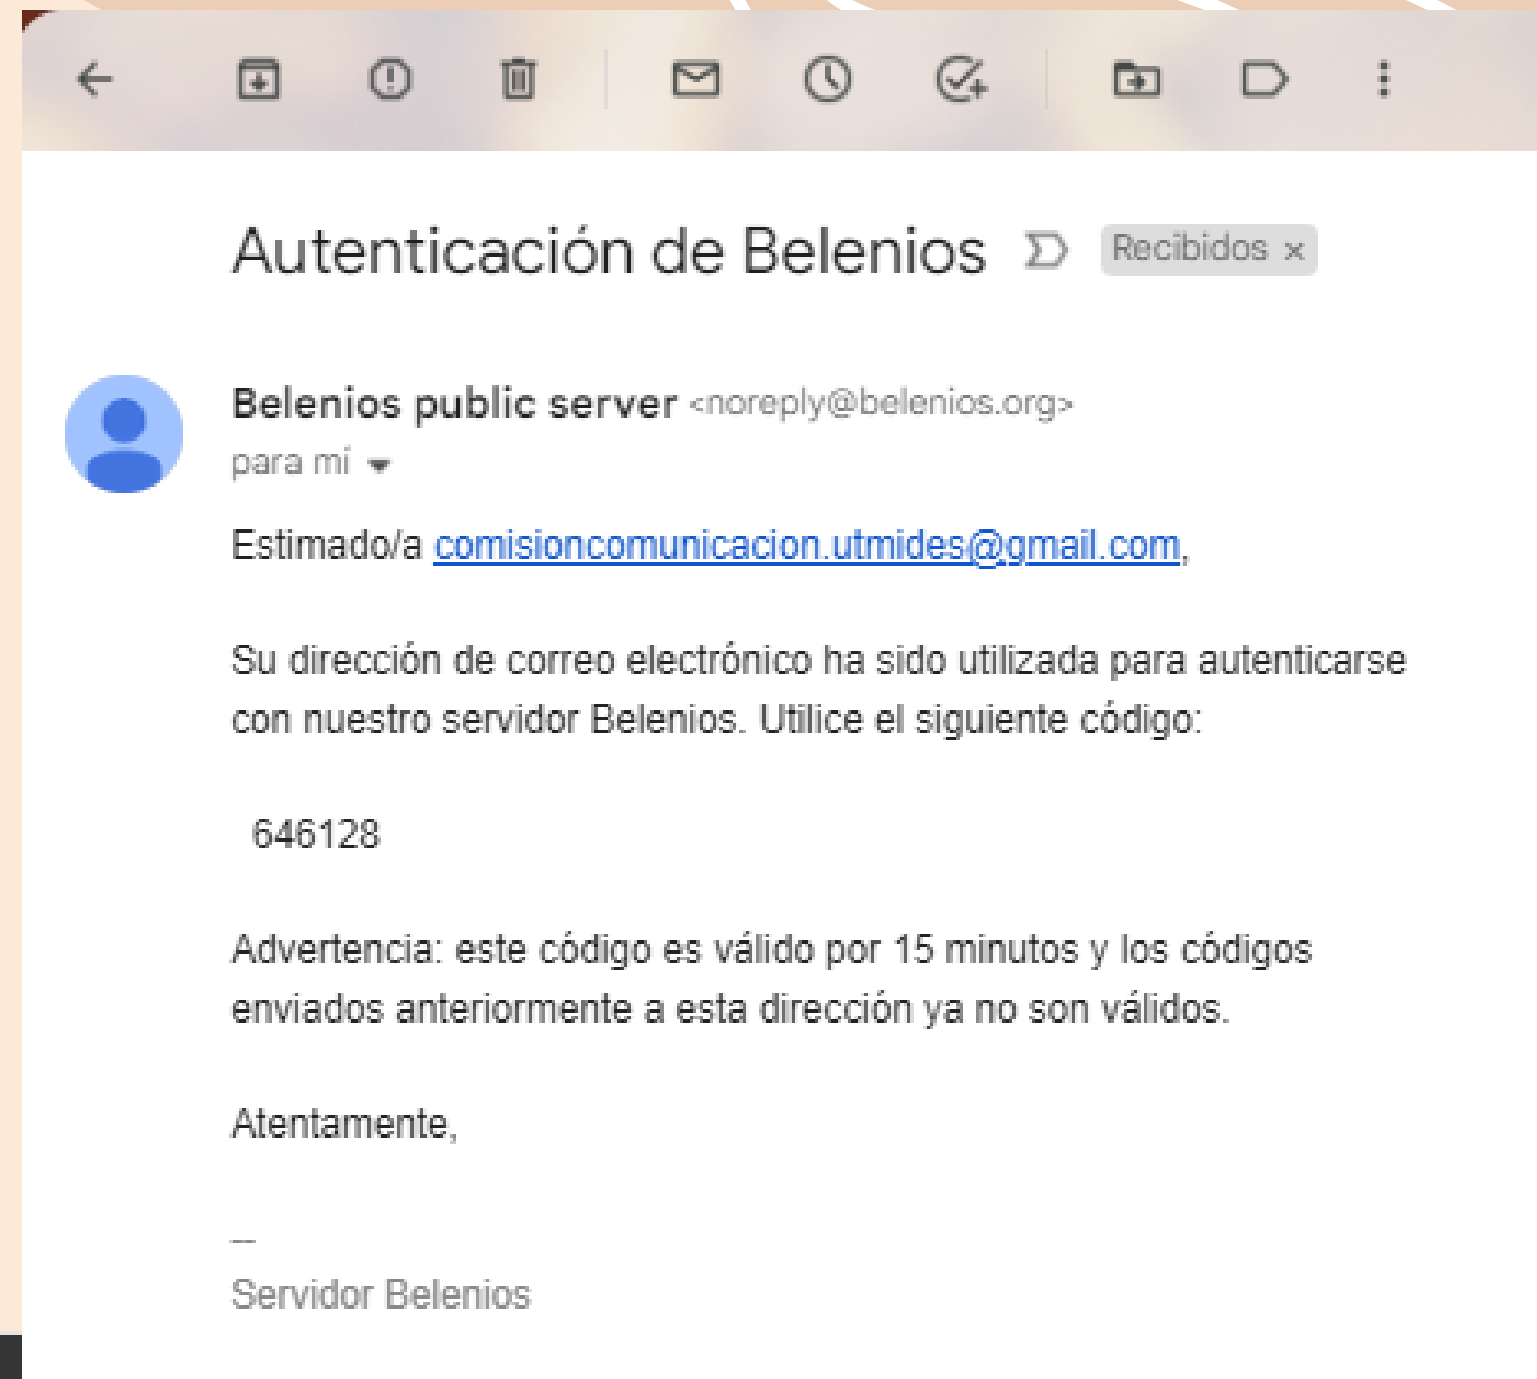 Autenticación de Belenios Recibidos x
Belenios public server <noreply@belenios.org>
para mí
Estimado/a comisioncomunicacion.utmides@gmail.com,
Su dirección de correo electrónico ha sido utilizada para autenticarse
con nuestro servidor Belenios. Utilice el siguiente código:
646128
Advertencia: este código es válido por 15 minutos y los códigos
enviados anteriormente a esta dirección ya no son válidos.
Atentamente,
--
Servidor Belenios